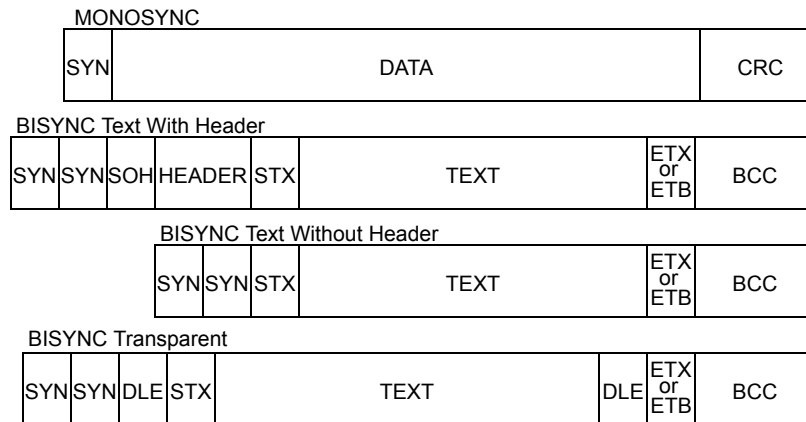 MONOSYNC
SYN DATA CRC
BISYNC Text With Header
SYN SYN SOH HEADER STX TEXT ETX or ETB BCC
BISYNC Text Without Header
SYN SYN STX TEXT ETX or ETB BCC
BISYNC Transparent
SYN SYN DLE STX TEXT DLE ETX or ETB BCC